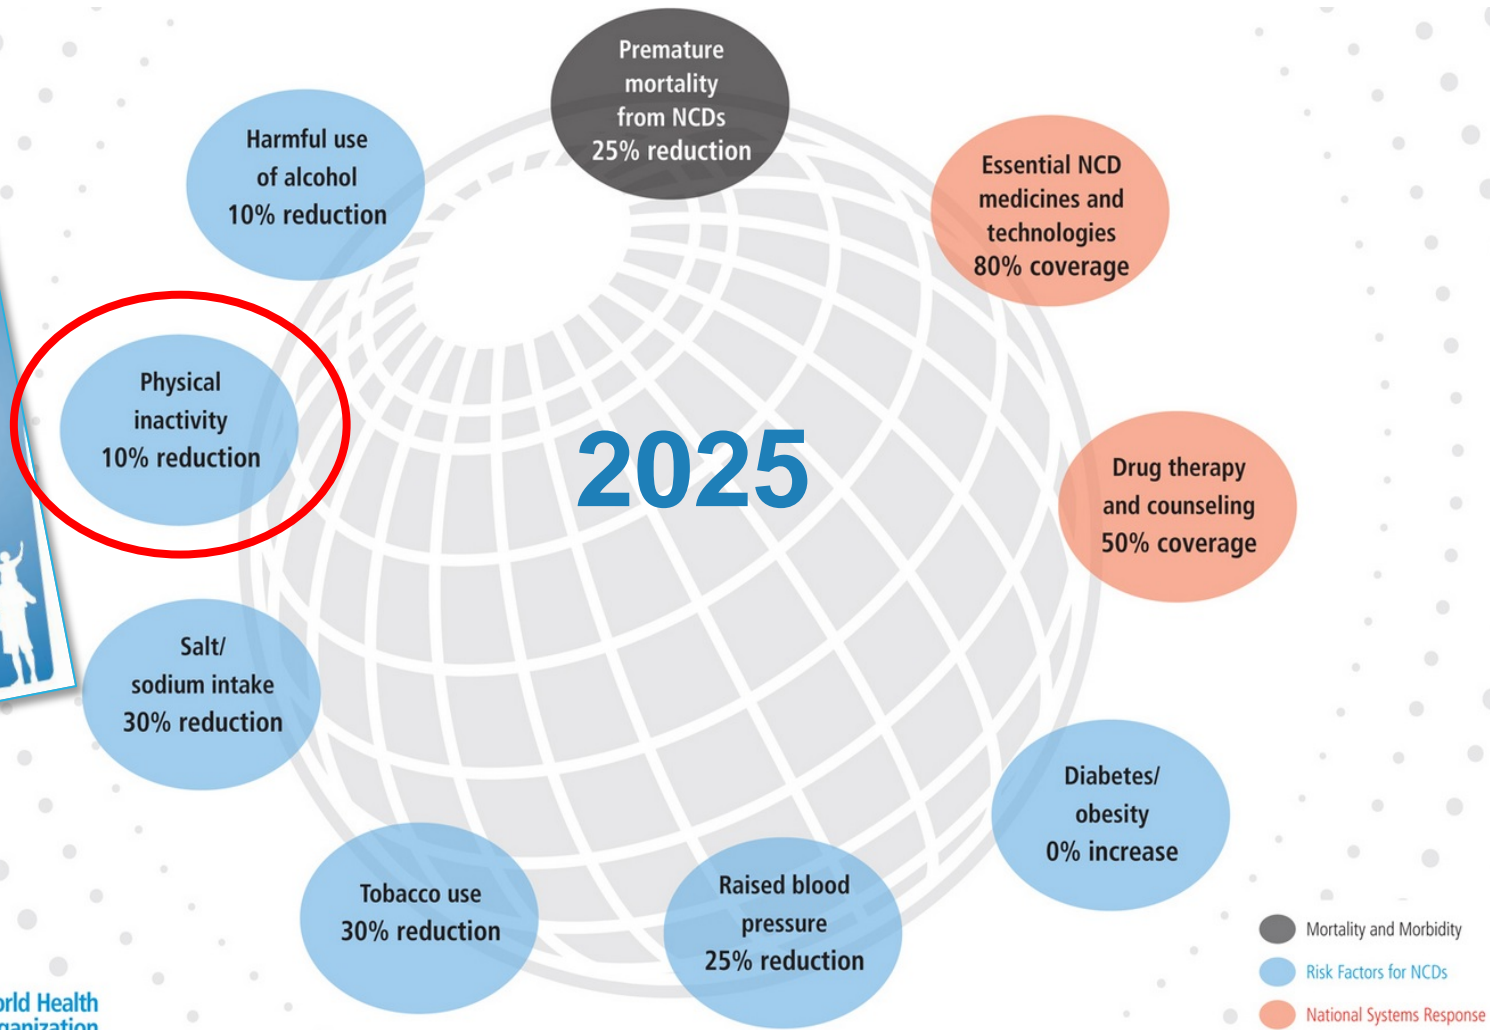 Premature
mortality
from NCDs
25% reduction
Harmful use
of alcohol
10% reduction
Essential NCD
medicines and
technologies
80% coverage
Physical
inactivity
10% reduction
2025
Drug therapy
and counseling
50% coverage
Salt/
sodium intake
30% reduction
Diabetes/
obesity
0% increase
Tobacco use
30% reduction
Raised blood
pressure
25% reduction
Mortality and Morbidity
Risk Factors for NCDs
National Systems Response
Health